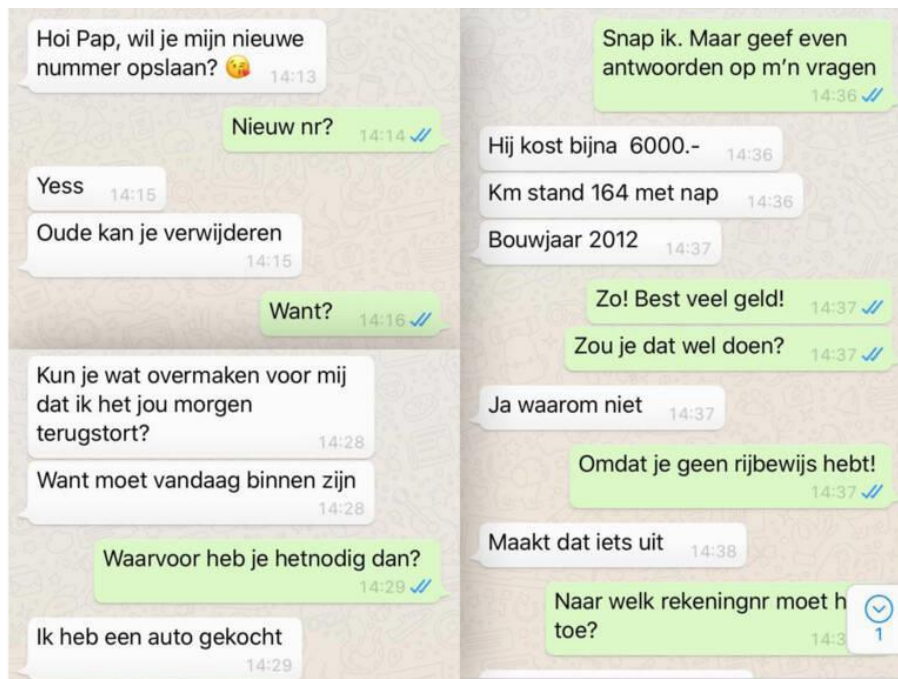 Hoi Pap, wil je mijn nieuwe
nummer opslaan? 😘 14:13
Nieuw nr? 14:14
Yess 14:15
Oude kan je verwijderen
14:15
Want? 14:16
Kun je wat overmaken voor mij
dat ik het jou morgen
terugstort? 14:28
Want moet vandaag binnen zijn
14:28
Waarvoor heb je hetnodig dan?
14:29
Ik heb een auto gekocht
14:29
Snap ik. Maar geef even
antwoorden op m'n vragen
14:36
Hij kost bijna 6000.- 14:36
Km stand 164 met nap 14:36
Bouwjaar 2012 14:37
Zo! Best veel geld! 14:37
Zou je dat wel doen? 14:37
Ja waarom niet 14:37
Omdat je geen rijbewijs hebt!
14:37
Maakt dat iets uit 14:38
Naar welk rekeningnr moet h
toe? 14:3
1